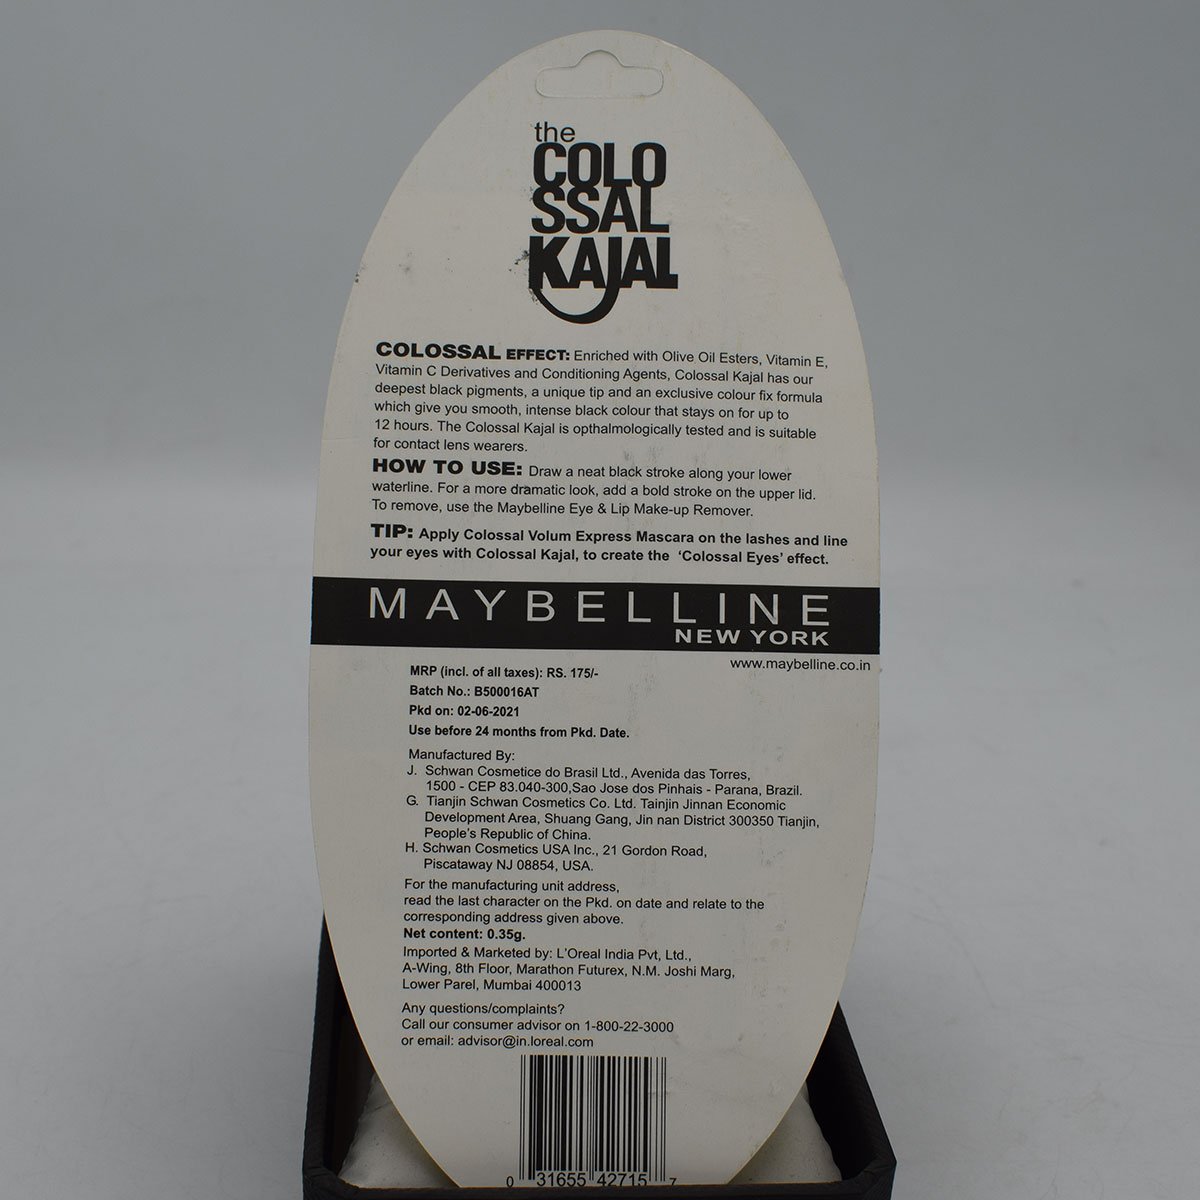 the
COLO
SSAL
KAJAL
COLOSSAL EFFECT: Enriched with Olive Oil Esters, Vitamin E,
Vitamin C Derivatives and Conditioning Agents, Colossal Kajal has our
deepest black pigments, a unique tip and an exclusive colour fix formula
which give you smooth, intense black colour that stays on for up to
12 hours. The Colossal Kajal is opthalmologically tested and is suitable
for contact lens wearers.
HOW TO USE: Draw a neat black stroke along your lower
waterline. For a more dramatic look, add a bold stroke on the upper lid.
To remove, use the Maybelline Eye & Lip Make-up Remover.
TIP: Apply Colossal Volum Express Mascara on the lashes and line
your eyes with Colossal Kajal, to create the 'Colossal Eyes' effect.
MAYBELLINE
NEW YORK
www.maybelline.co.in
MRP (incl. of all taxes): RS. 175/-
Batch No.: B500016AT
Pkd on: 02-06-2021
Use before 24 months from Pkd. Date.
Manufactured By:
J. Schwan Cosmetice do Brasil Ltd., Avenida das Torres,
1500 - CEP 83.040-300,Sao Jose dos Pinhais - Parana, Brazil.
G. Tianjin Schwan Cosmetics Co. Ltd. Tainjin Jinnan Economic
Development Area, Shuang Gang, Jin nan District 300350 Tianjin,
People's Republic of China.
H. Schwan Cosmetics USA Inc., 21 Gordon Road,
Piscataway NJ 08854, USA.
For the manufacturing unit address,
read the last character on the Pkd. on date and relate to the
corresponding address given above.
Net content: 0.35g.
Imported & Marketed by: L'Oreal India Pvt, Ltd.,
A-Wing, 8th Floor, Marathon Futurex, N.M. Joshi Marg,
Lower Parel, Mumbai 400013
Any questions/complaints?
Call our consumer advisor on 1-800-22-3000
or email: advisor@in.loreal.com
0 31655 42715 7